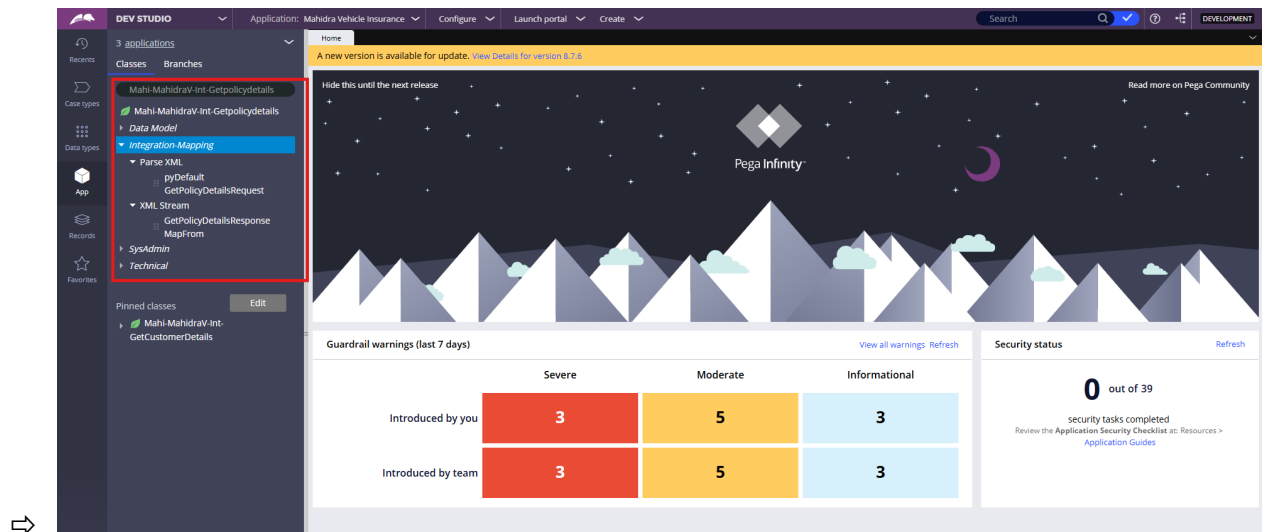 DEV STUDIO
Application: Mahidra Vehicle Insurance
Configure
Launch portal
Create
Search
DEVELOPMENT
Recents
Case types
Data types
App
Records
Favorites
3 applications
Classes Branches
Mahi-MahidraV-Int-Getpolicydetails
Mahi-MahidraV-Int-Getpolicydetails
Data Model
Integration-Mapping
Parse XML
pyDefault
GetPolicyDetailsRequest
XML Stream
GetPolicyDetailsResponse
MapFrom
SysAdmin
Technical
Pinned classes Edit
Mahi-MahidraV-Int-
GetCustomerDetails
Home
A new version is available for update. View Details for version 8.7.6
Hide this until the next release
Read more on Pega Community
Pega Infinity
Guardrail warnings (last 7 days) View all warnings Refresh
Severe Moderate Informational
Introduced by you 3 5 3
Introduced by team 3 5 3
Security status Refresh
0 out of 39
security tasks completed
Review the Application Security Checklist at: Resources >
Application Guides